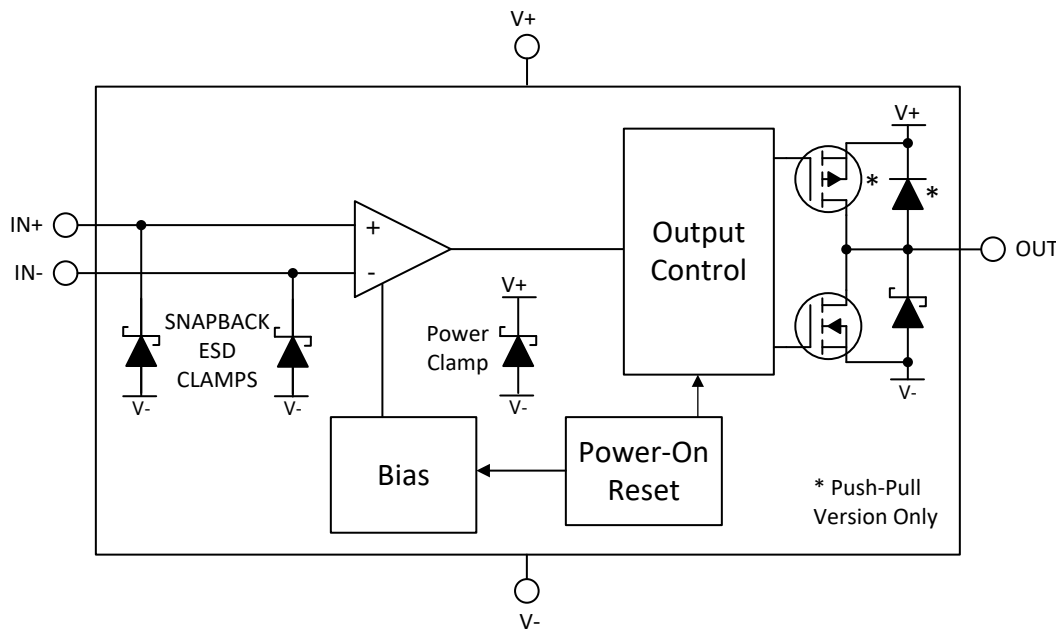 V+
V+
*
*
IN+
+
Output
Control
OUT
IN-
-
V+
SNAPBACK
ESD
CLAMPS
Power
Clamp
V-
V-
V-
V-
Bias
Power-On
Reset
* Push-Pull
Version Only
V-